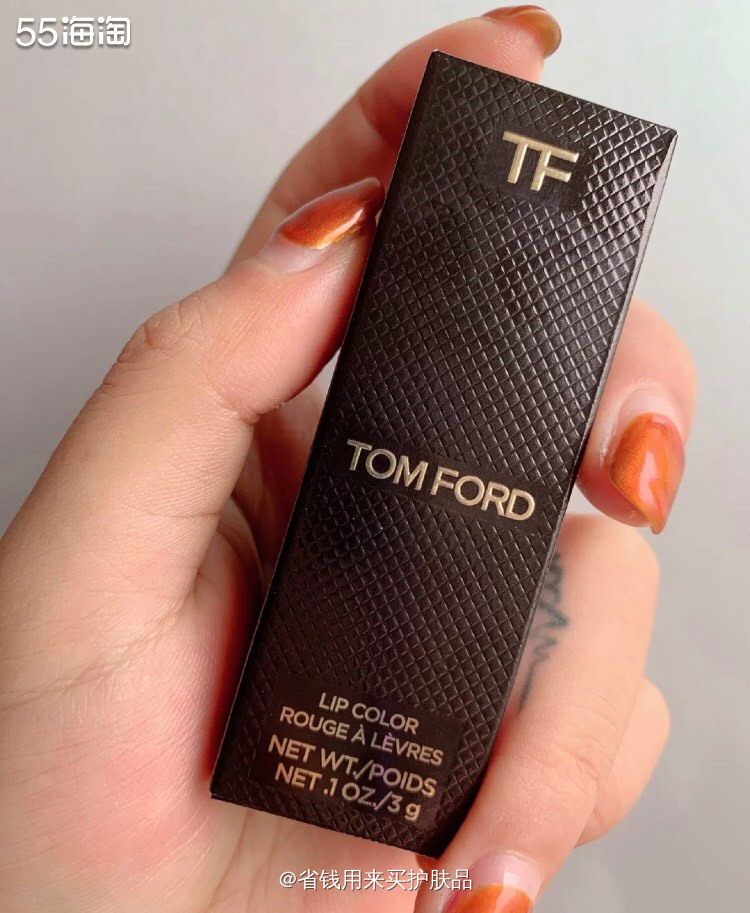 55海淘
TF
TOM FORD
LIP COLOR
ROUGE À LÈVRES
NET WT./POIDS
NET .1 OZ./3 g
@省钱用来买护肤品